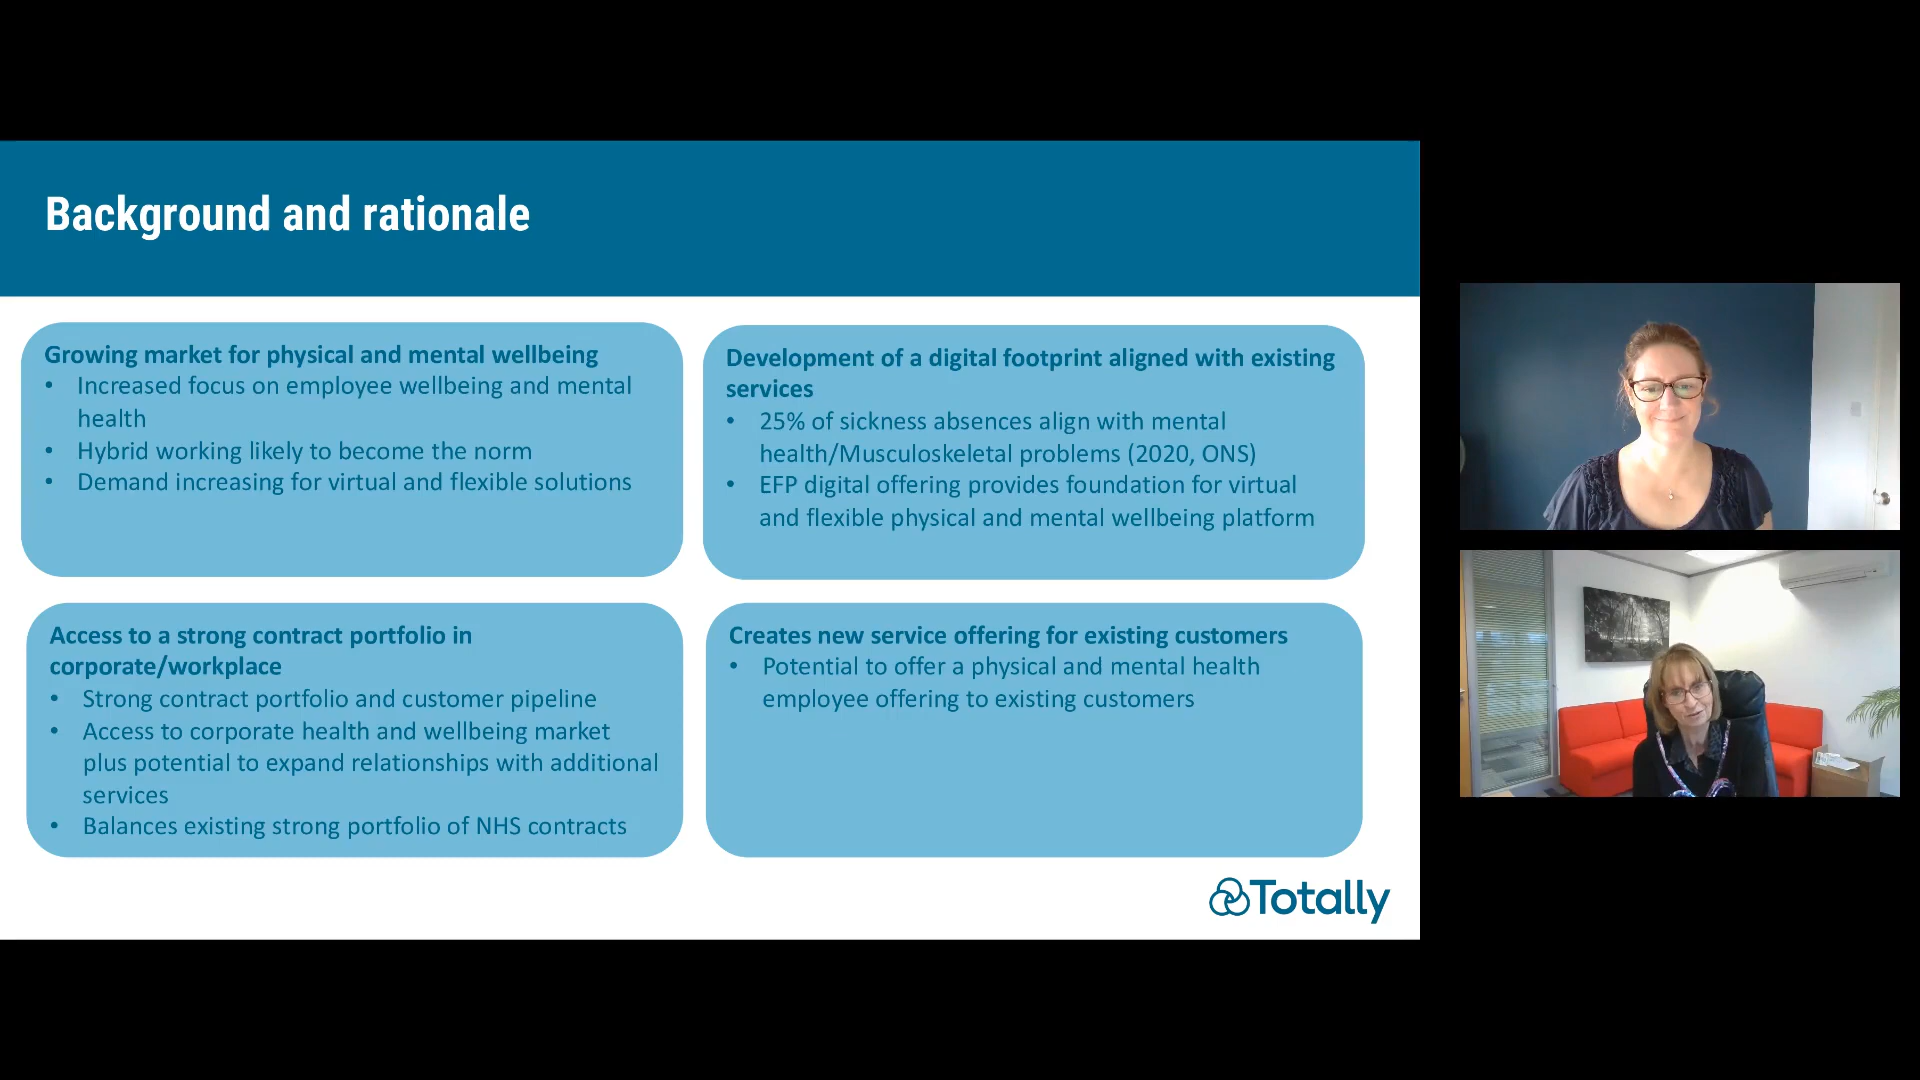 Background and rationale
Growing market for physical and mental wellbeing
• Increased focus on employee wellbeing and mental
health
• Hybrid working likely to become the norm
• Demand increasing for virtual and flexible solutions
Development of a digital footprint aligned with existing
services
• 25% of sickness absences align with mental
health/Musculoskeletal problems (2020, ONS)
• EFP digital offering provides foundation for virtual
and flexible physical and mental wellbeing platform
Access to a strong contract portfolio in
corporate/workplace
• Strong contract portfolio and customer pipeline
• Access to corporate health and wellbeing market
plus potential to expand relationships with additional
services
• Balances existing strong portfolio of NHS contracts
Creates new service offering for existing customers
• Potential to offer a physical and mental health
employee offering to existing customers
Totally